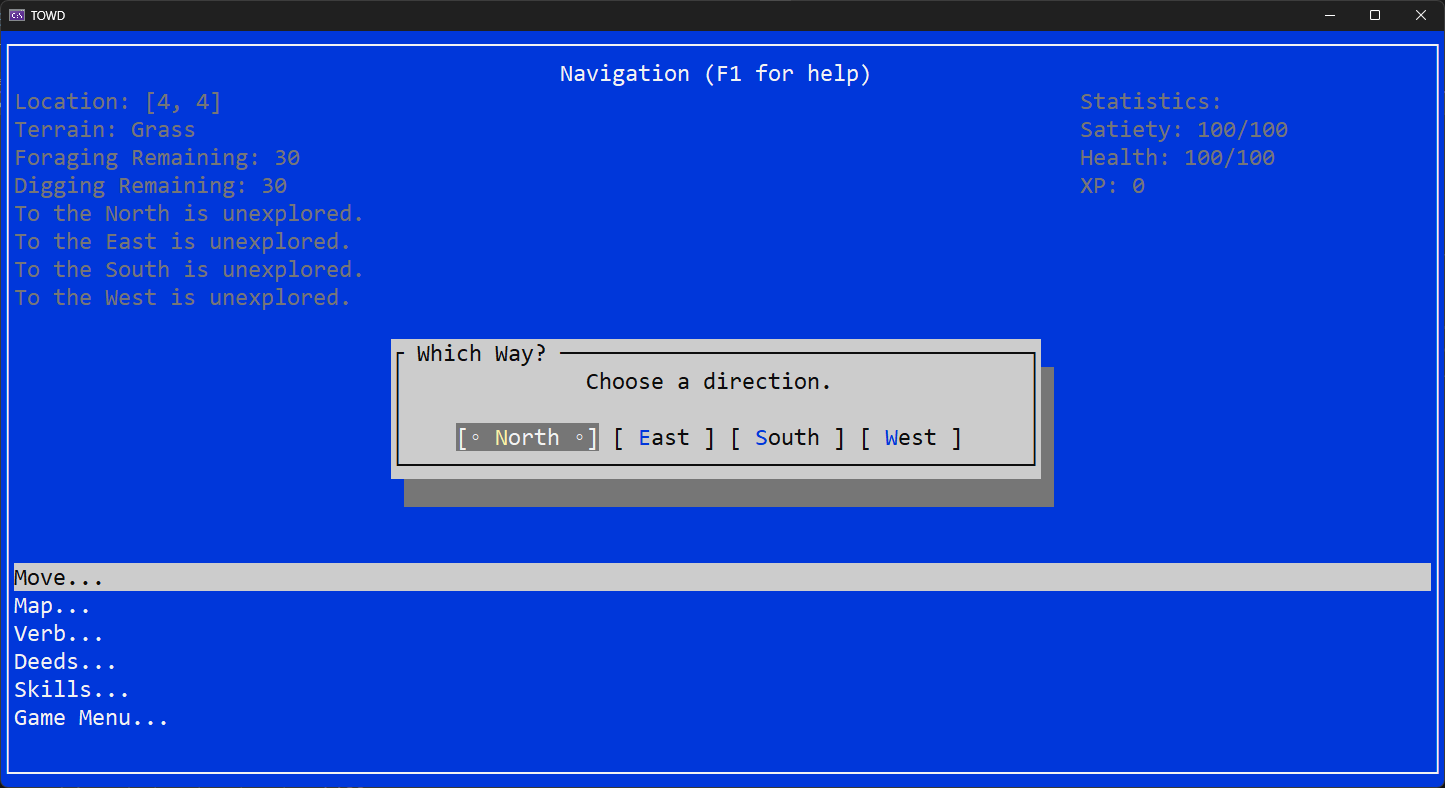 TOWD
Navigation (F1 for help)
Location: [4, 4]
Terrain: Grass
Foraging Remaining: 30
Digging Remaining: 30
To the North is unexplored.
To the East is unexplored.
To the South is unexplored.
To the West is unexplored.
Statistics:
Satiety: 100/100
Health: 100/100
XP: 0
Which Way?
Choose a direction.
[◦ North ◦] [ East ] [ South ] [ West ]
Move...
Map...
Verb...
Deeds...
Skills...
Game Menu...